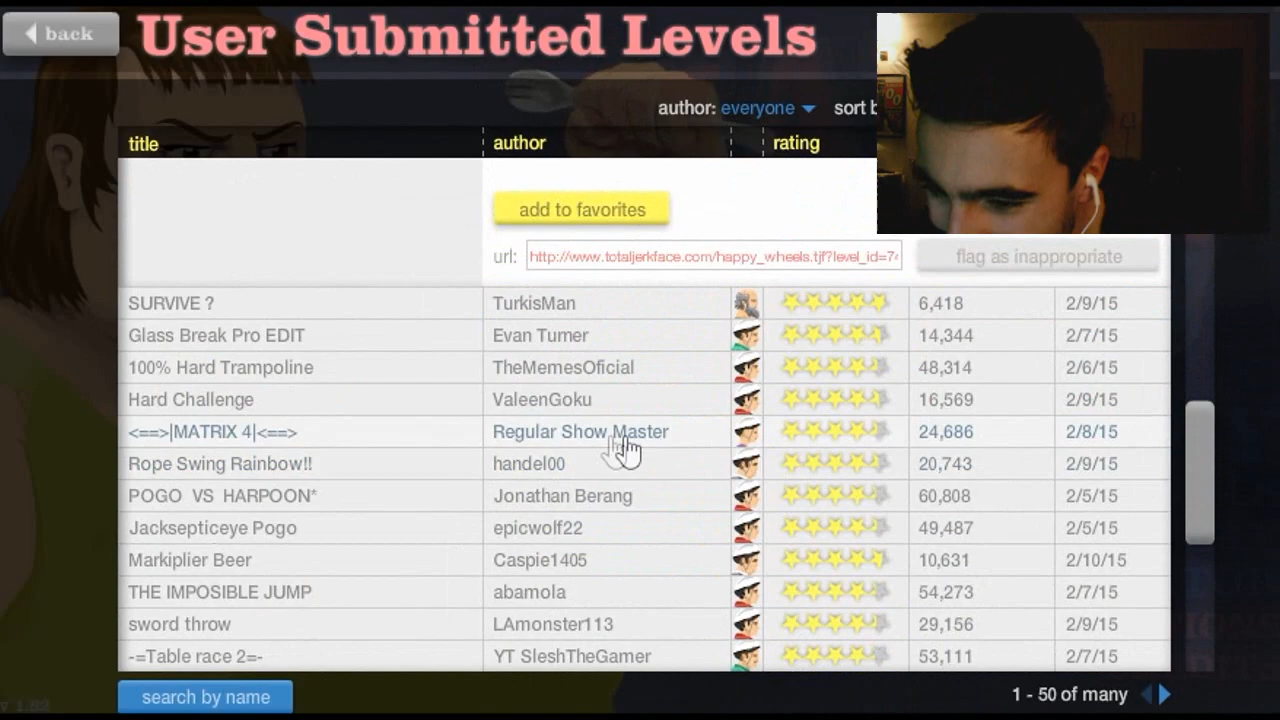 back
User Submitted Levels
author: everyone sort b
title author rating
add to favorites
url: http://www.totaljerkface.com/happy_wheels.tjf?level_id=74 flag as inappropriate
SURVIVE ? TurkisMan 6,418 2/9/15
Glass Break Pro EDIT Evan Turner 14,344 2/7/15
100% Hard Trampoline TheMemesOficial 48,314 2/6/15
Hard Challenge ValeenGoku 16,569 2/9/15
<==>|MATRIX 4|<==> Regular Show Master 24,686 2/8/15
Rope Swing Rainbow!! handel00 20,743 2/9/15
POGO VS HARPOON* Jonathan Berang 60,808 2/5/15
Jacksepticeye Pogo epicwolf22 49,487 2/5/15
Markiplier Beer Caspie1405 10,631 2/10/15
THE IMPOSIBLE JUMP abamola 54,273 2/7/15
sword throw LAmonster113 29,156 2/9/15
-=Table race 2=- YT SleshTheGamer 53,111 2/7/15
search by name 1 - 50 of many